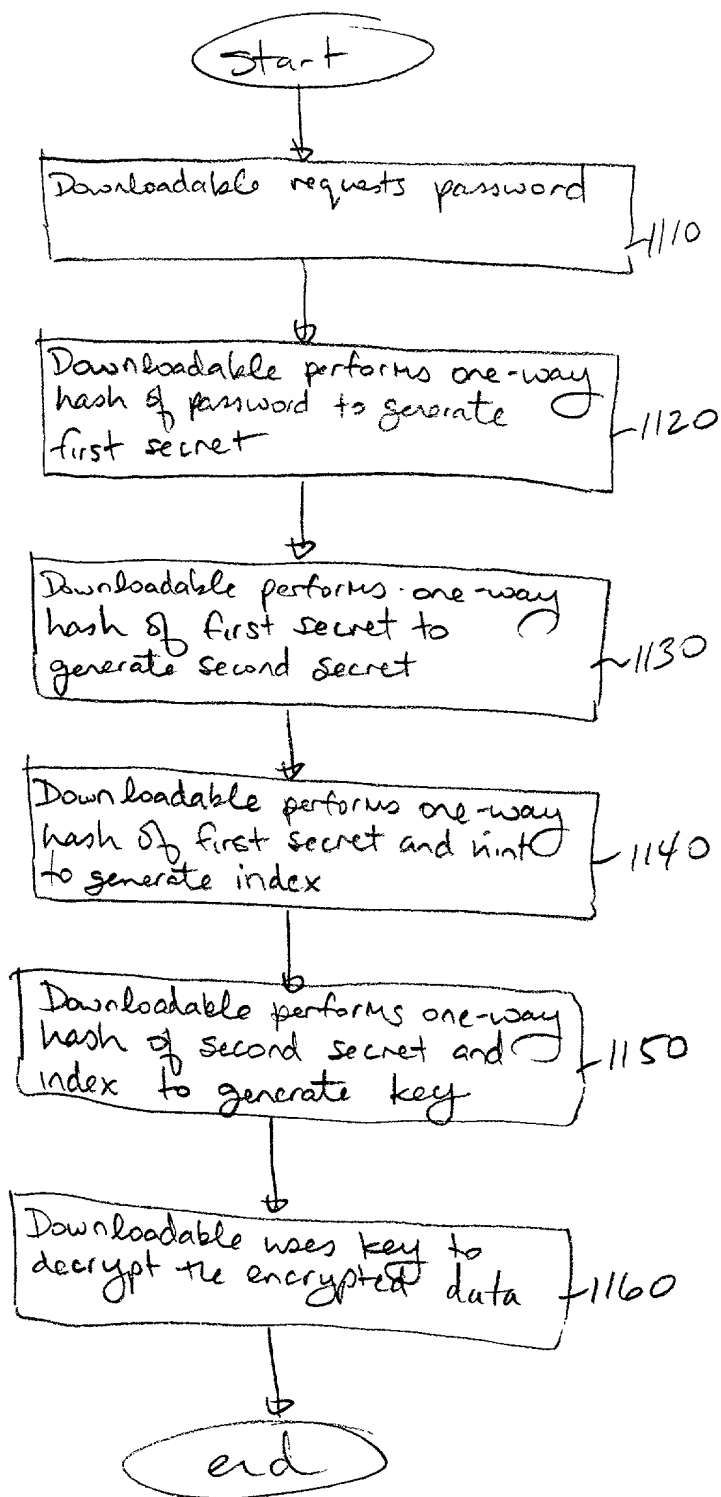 Start
Downloadable requests password
1110
Downloadable performs one-way
hash of password to generate
first secret
1120
Downloadable performs one-way
hash of first secret to
generate second secret
1130
Downloadable performs one-way
hash of first secret and hint
to generate index
1140
Downloadable performs one-way
hash of second secret and
index to generate key
1150
Downloadable uses key to
decrypt the encrypted data
1160
end